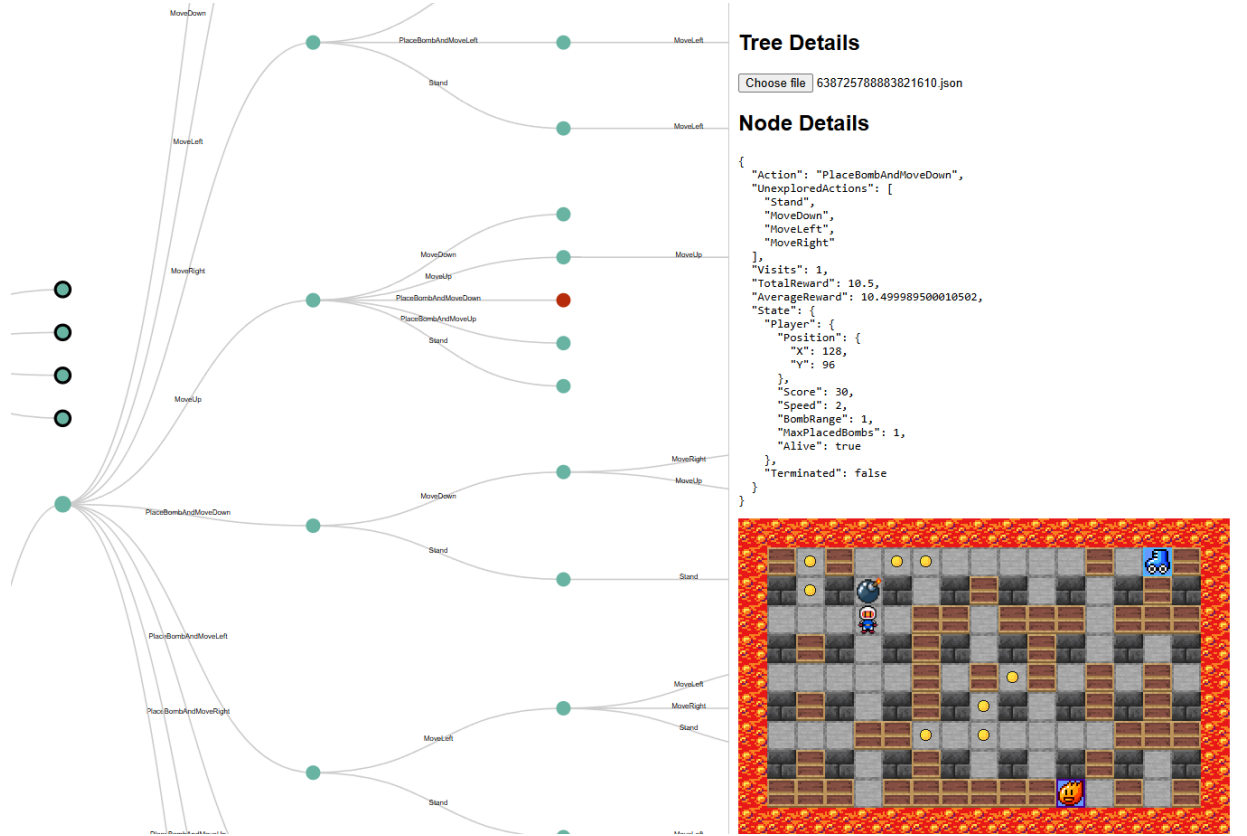 MoveDown
PlaceBombAndMoveLeft
MoveLeft
Stand
MoveLeft
MoveLeft
MoveRight
MoveDown
MoveUp
MoveUp
PlaceBombAndMoveDown
PlaceBombAndMoveUp
Stand
MoveUp
MoveRight
MoveUp
MoveDown
PlaceBombAndMoveDown
Stand
Stand
PlaceBombAndMoveLeft
MoveLeft
MoveRight
PlaceBombAndMoveRight
Stand
MoveLeft
Stand
PlaceBombAndMoveUp
MoveLeft
Tree Details
Choose file 638725788883821610.json
Node Details
{
"Action": "PlaceBombAndMoveDown",
"UnexploredActions": [
"Stand",
"MoveDown",
"MoveLeft",
"MoveRight"
],
"Visits": 1,
"TotalReward": 10.5,
"AverageReward": 10.499989500010502,
"State": {
"Player": {
"Position": {
"X": 128,
"Y": 96
},
"Score": 30,
"Speed": 2,
"BombRange": 1,
"MaxPlacedBombs": 1,
"Alive": true
},
"Terminated": false
}
}